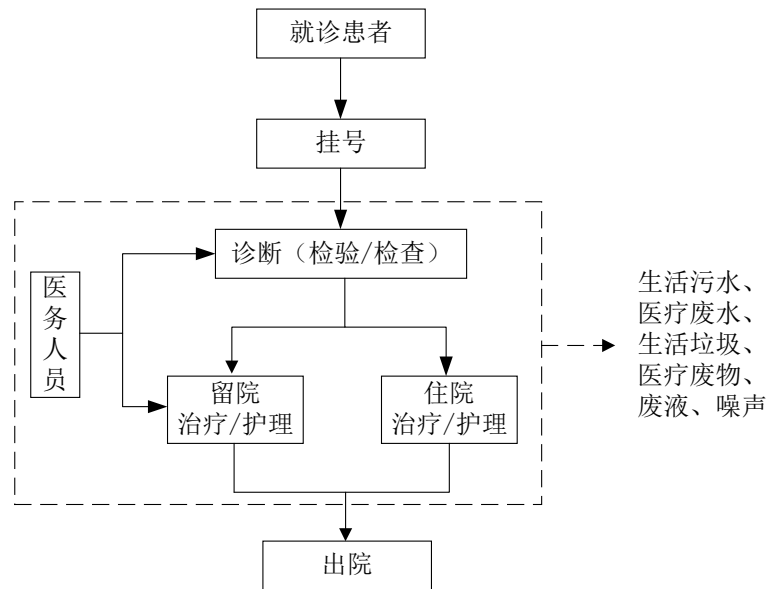 就诊患者
挂号
诊断（检验/检查）
医
务
人
员
留院
治疗/护理
住院
治疗/护理
出院
生活污水、
医疗废水、
生活垃圾、
医疗废物、
废液、噪声